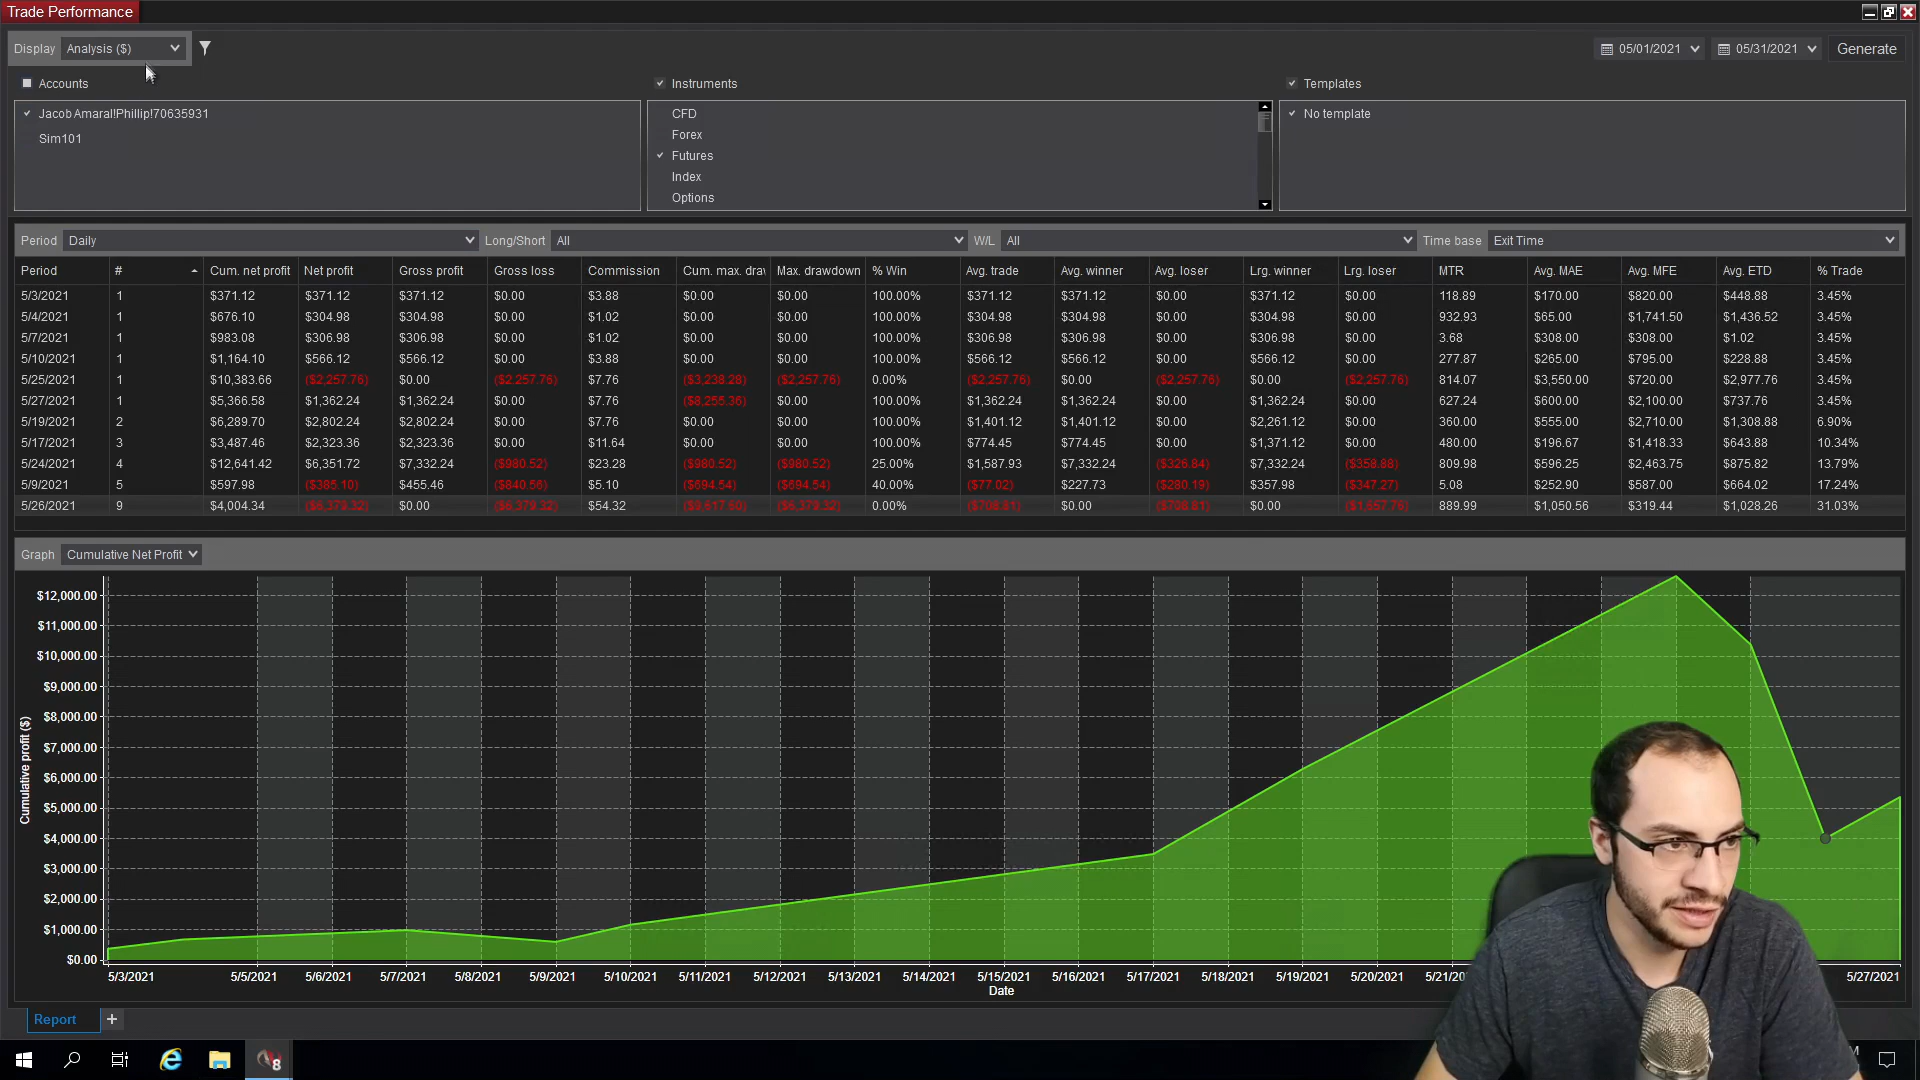 Trade Performance
Display Analysis ($) 05/01/2021 05/31/2021 Generate
Accounts Instruments Templates
Jacob Amaral!Phillip!70635931 CFD No template
Sim101 Forex
Futures
Index
Options
Period Daily Long/Short All W/L All Time base Exit Time
Period # Cum. net profit Net profit Gross profit Gross loss Commission Cum. max. drav Max. drawdown % Win Avg. trade Avg. winner Avg. loser Lrg. winner Lrg. loser MTR Avg. MAE Avg. MFE Avg. ETD % Trade
5/3/2021 1 $371.12 $371.12 $371.12 $0.00 $3.88 $0.00 $0.00 100.00% $371.12 $371.12 $0.00 $371.12 $0.00 118.89 $170.00 $820.00 $448.88 3.45%
5/4/2021 1 $676.10 $304.98 $304.98 $0.00 $1.02 $0.00 $0.00 100.00% $304.98 $304.98 $0.00 $304.98 $0.00 932.93 $65.00 $1,741.50 $1,436.52 3.45%
5/7/2021 1 $983.08 $306.98 $306.98 $0.00 $1.02 $0.00 $0.00 100.00% $306.98 $306.98 $0.00 $306.98 $0.00 3.68 $308.00 $308.00 $1.02 3.45%
5/10/2021 1 $1,164.10 $566.12 $566.12 $0.00 $3.88 $0.00 $0.00 100.00% $566.12 $566.12 $0.00 $566.12 $0.00 277.87 $265.00 $795.00 $228.88 3.45%
5/25/2021 1 $10,383.66 ($2,257.76) $0.00 ($2,257.76) $7.76 ($3,238.28) ($2,257.76) 0.00% ($2,257.76) $0.00 ($2,257.76) $0.00 ($2,257.76) 814.07 $3,550.00 $720.00 $2,977.76 3.45%
5/27/2021 1 $5,366.58 $1,362.24 $1,362.24 $0.00 $7.76 ($8,255.36) $0.00 100.00% $1,362.24 $1,362.24 $0.00 $1,362.24 $0.00 627.24 $600.00 $2,100.00 $737.76 3.45%
5/19/2021 2 $6,289.70 $2,802.24 $2,802.24 $0.00 $7.76 $0.00 $0.00 100.00% $1,401.12 $1,401.12 $0.00 $2,261.12 $0.00 360.00 $555.00 $2,710.00 $1,308.88 6.90%
5/17/2021 3 $3,487.46 $2,323.36 $2,323.36 $0.00 $11.64 $0.00 $0.00 100.00% $774.45 $774.45 $0.00 $1,371.12 $0.00 480.00 $196.67 $1,418.33 $643.88 10.34%
5/24/2021 4 $12,641.42 $6,351.72 $7,332.24 ($980.52) $23.28 ($980.52) ($980.52) 25.00% $1,587.93 $7,332.24 ($326.84) $7,332.24 ($358.88) 809.98 $596.25 $2,463.75 $875.82 13.79%
5/9/2021 5 $597.98 ($385.10) $455.46 ($840.56) $5.10 ($694.54) ($694.54) 40.00% ($77.02) $227.73 ($280.19) $357.98 ($347.27) 5.08 $252.90 $587.00 $664.02 17.24%
5/26/2021 9 $4,004.34 ($6,379.32) $0.00 ($6,379.32) $54.32 ($9,617.60) ($6,379.32) 0.00% ($708.81) $0.00 ($708.81) $0.00 ($1,657.76) 889.99 $1,050.56 $319.44 $1,028.26 31.03%
Graph Cumulative Net Profit
$12,000.00
$11,000.00
$10,000.00
$9,000.00
$8,000.00
$7,000.00
$6,000.00
$5,000.00
$4,000.00
$3,000.00
$2,000.00
$1,000.00
$0.00
Cumulative profit ($)
5/3/2021 5/5/2021 5/6/2021 5/7/2021 5/8/2021 5/9/2021 5/10/2021 5/11/2021 5/12/2021 5/13/2021 5/14/2021 5/15/2021 5/16/2021 5/17/2021 5/18/2021 5/19/2021 5/20/2021 5/21/20 5/27/2021
Date
Report +
8